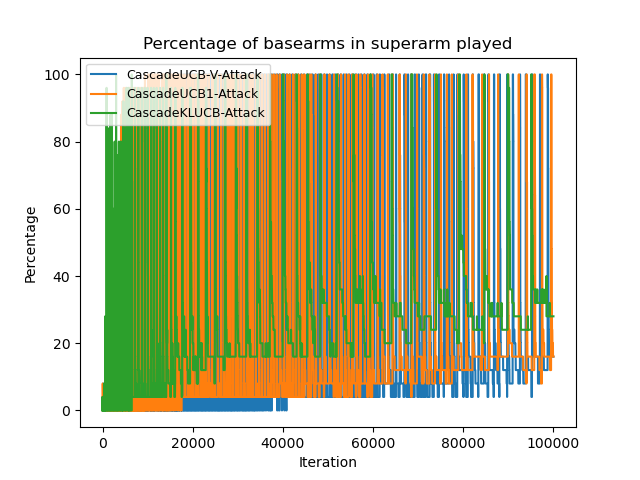 Percentage of basearms in superarm played
CascadeUCB-V-Attack
CascadeUCB1-Attack
CascadeKLUCB-Attack
100
80
60
40
20
0
Percentage
0 20000 40000 60000 80000 100000
Iteration